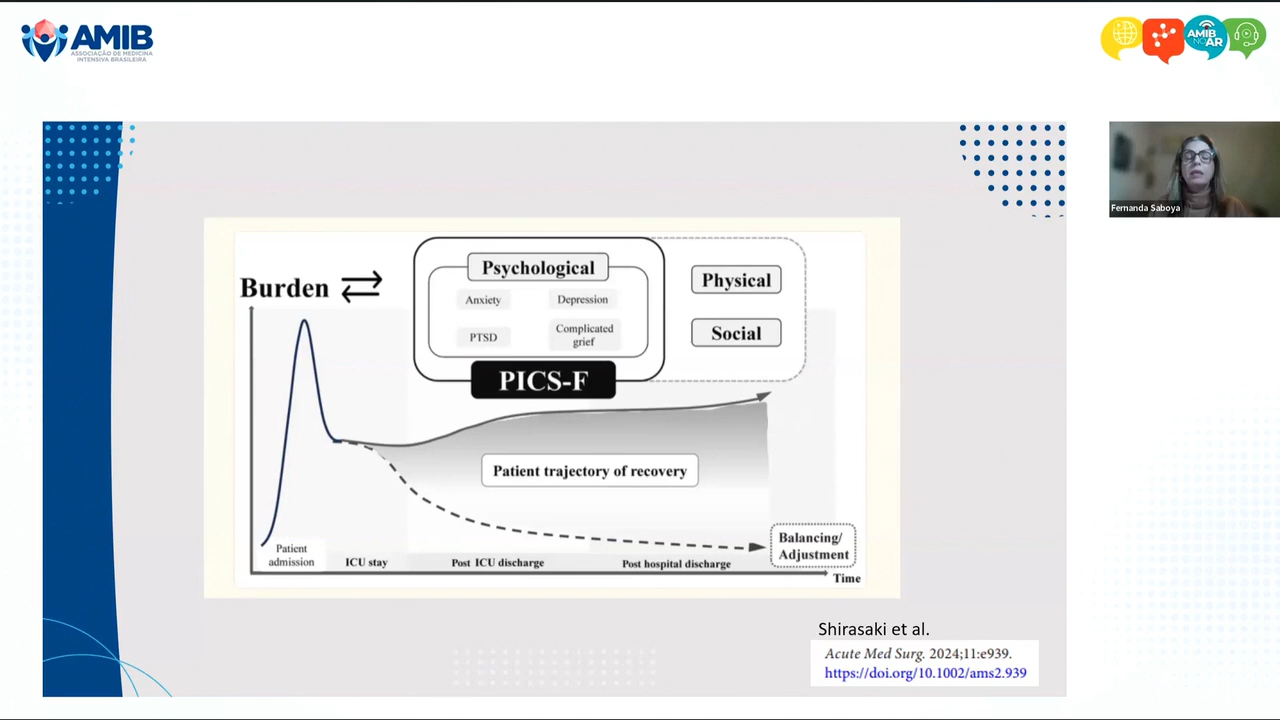 AMIB
ASSOCIAÇÃO DE MEDICINA
INTENSIVA BRASILEIRA
AMIB
NO AR
Fernanda Saboya
Burden
Psychological
Anxiety
Depression
PTSD
Complicated
grief
PICS-F
Physical
Social
Patient trajectory of recovery
Balancing/
Adjustment
Patient
admission
ICU stay
Post ICU discharge
Post hospital discharge
Time
Shirasaki et al.
Acute Med Surg. 2024;11:e939.
https://doi.org/10.1002/ams2.939